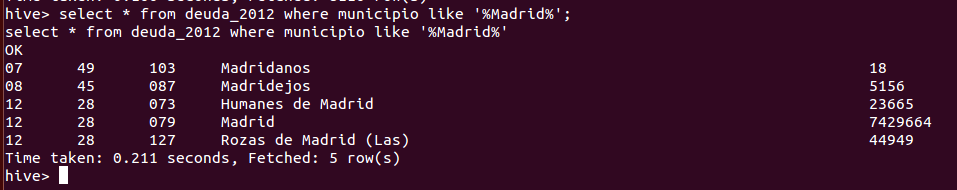 hive> select * from deuda_2012 where municipio like '%Madrid%';
select * from deuda_2012 where municipio like '%Madrid%'
OK
07 49 103 Madridanos 18
08 45 087 Madridejos 5156
12 28 073 Humanes de Madrid 23665
12 28 079 Madrid 7429664
12 28 127 Rozas de Madrid (Las) 44949
Time taken: 0.211 seconds, Fetched: 5 row(s)
hive>